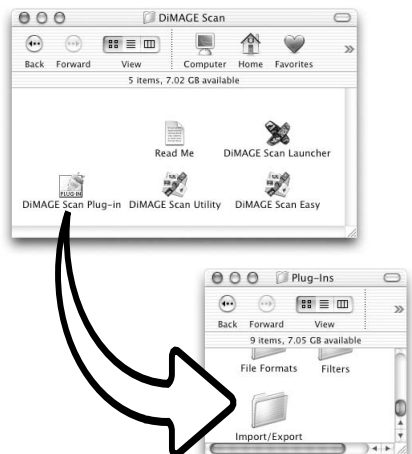 DiMAGE Scan
Back Forward View Computer Home Favorites
5 items, 7.02 GB available
Read Me DiMAGE Scan Launcher
PLUG IN
DiMAGE Scan Plug-in DiMAGE Scan Utility DiMAGE Scan Easy
Plug-Ins
Back Forward View
9 items, 7.05 GB available
File Formats Filters
Import/Export